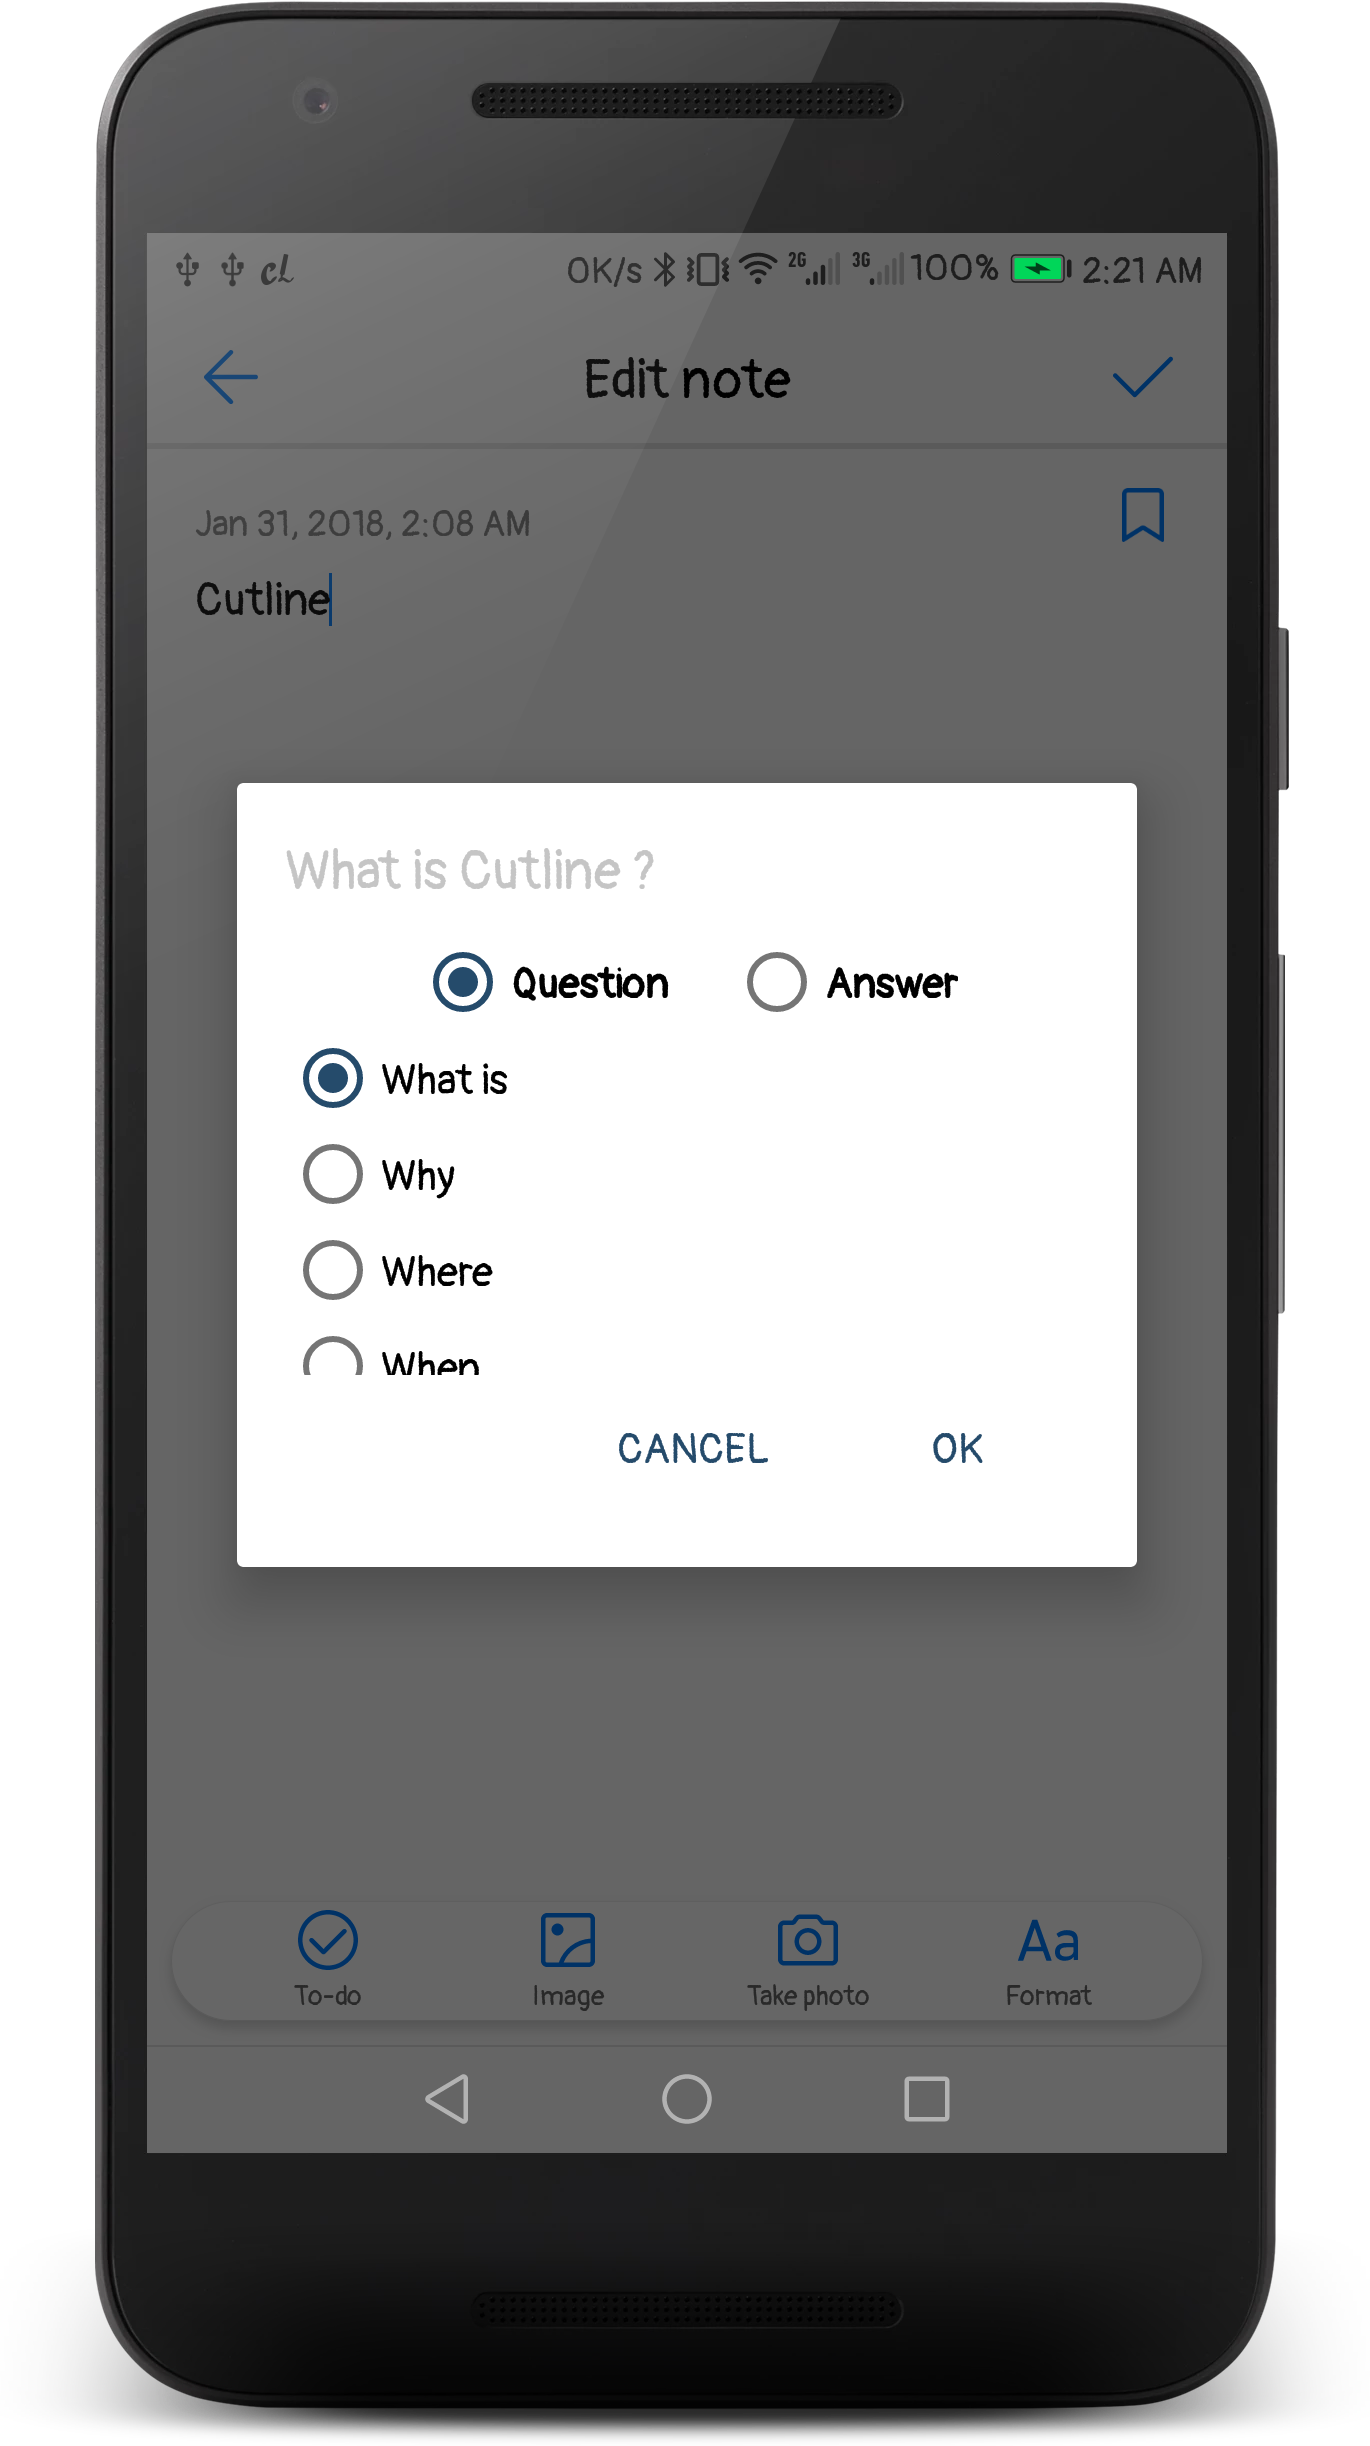 cL 0K/s 2G 3G 100% 2:21 AM
Edit note
Jan 31, 2018, 2:08 AM
Cutline
What is Cutline ?
Question Answer
What is
Why
Where
When
CANCEL OK
Aa
To-do Image Take photo Format